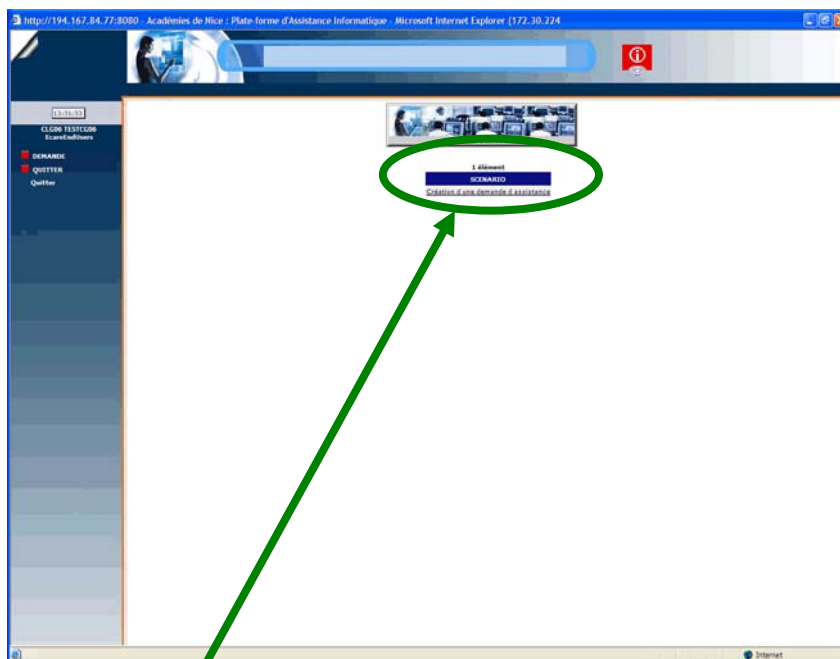 http://194.167.84.77:8080 - Académies de Nice : Plate-forme d'Assistance Informatique - Microsoft Internet Explorer (172.30.224
CLG06 TESTCG06
EcareEndUsers
DEMANDE
QUITTER
Quitter
1 élément
SCENARIO
Création d'une demande d'assistance
Internet